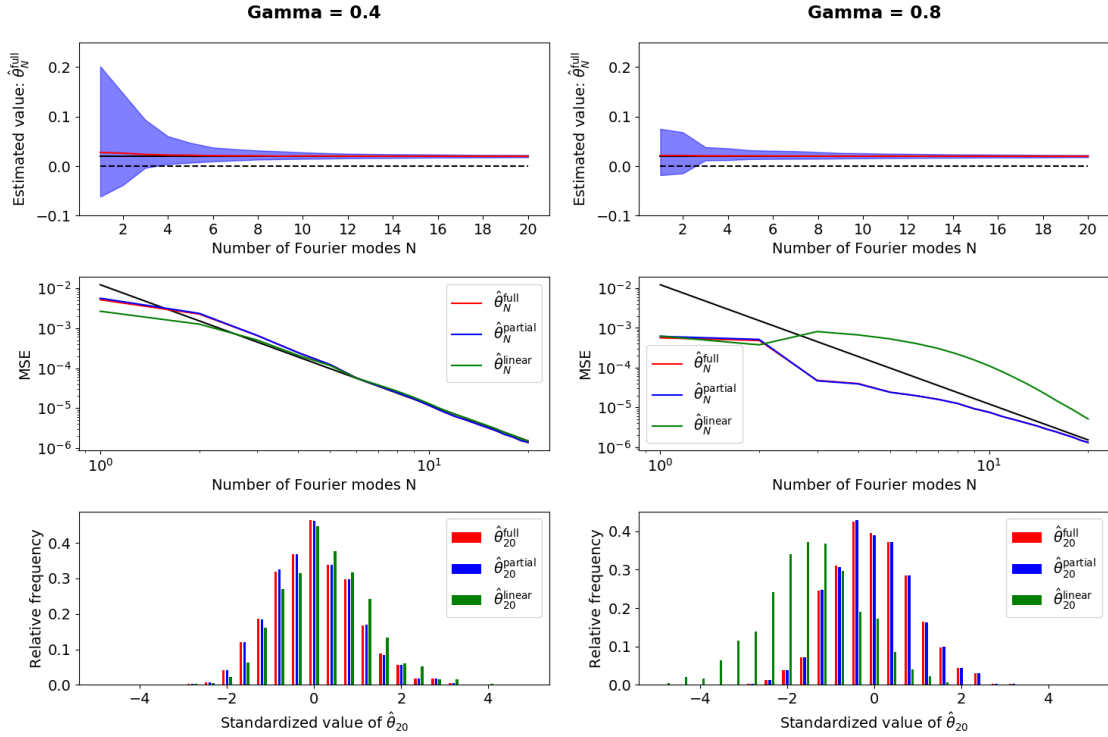 Gamma = 0.4
Gamma = 0.8
Estimated value: θ̂_N^full
0.2
0.1
0.0
−0.1
2 4 6 8 10 12 14 16 18 20
Number of Fourier modes N
Estimated value: θ̂_N^full
0.2
0.1
0.0
−0.1
2 4 6 8 10 12 14 16 18 20
Number of Fourier modes N
MSE
10⁻²
10⁻³
10⁻⁴
10⁻⁵
10⁻⁶
θ̂_N^full
θ̂_N^partial
θ̂_N^linear
10⁰ 10¹
Number of Fourier modes N
MSE
10⁻²
10⁻³
10⁻⁴
10⁻⁵
10⁻⁶
θ̂_N^full
θ̂_N^partial
θ̂_N^linear
10⁰ 10¹
Number of Fourier modes N
Relative frequency
0.4
0.3
0.2
0.1
0.0
θ̂_20^full
θ̂_20^partial
θ̂_20^linear
−4 −2 0 2 4
Standardized value of θ̂_20
Relative frequency
0.4
0.3
0.2
0.1
0.0
θ̂_20^full
θ̂_20^partial
θ̂_20^linear
−4 −2 0 2 4
Standardized value of θ̂_20